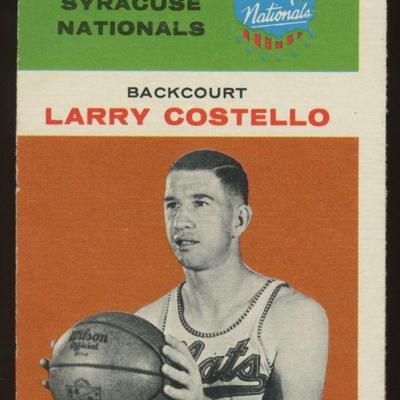 SYRACUSE
NATIONALS
Nationals
BACKCOURT
LARRY COSTELLO
Wilson
Official
Nats